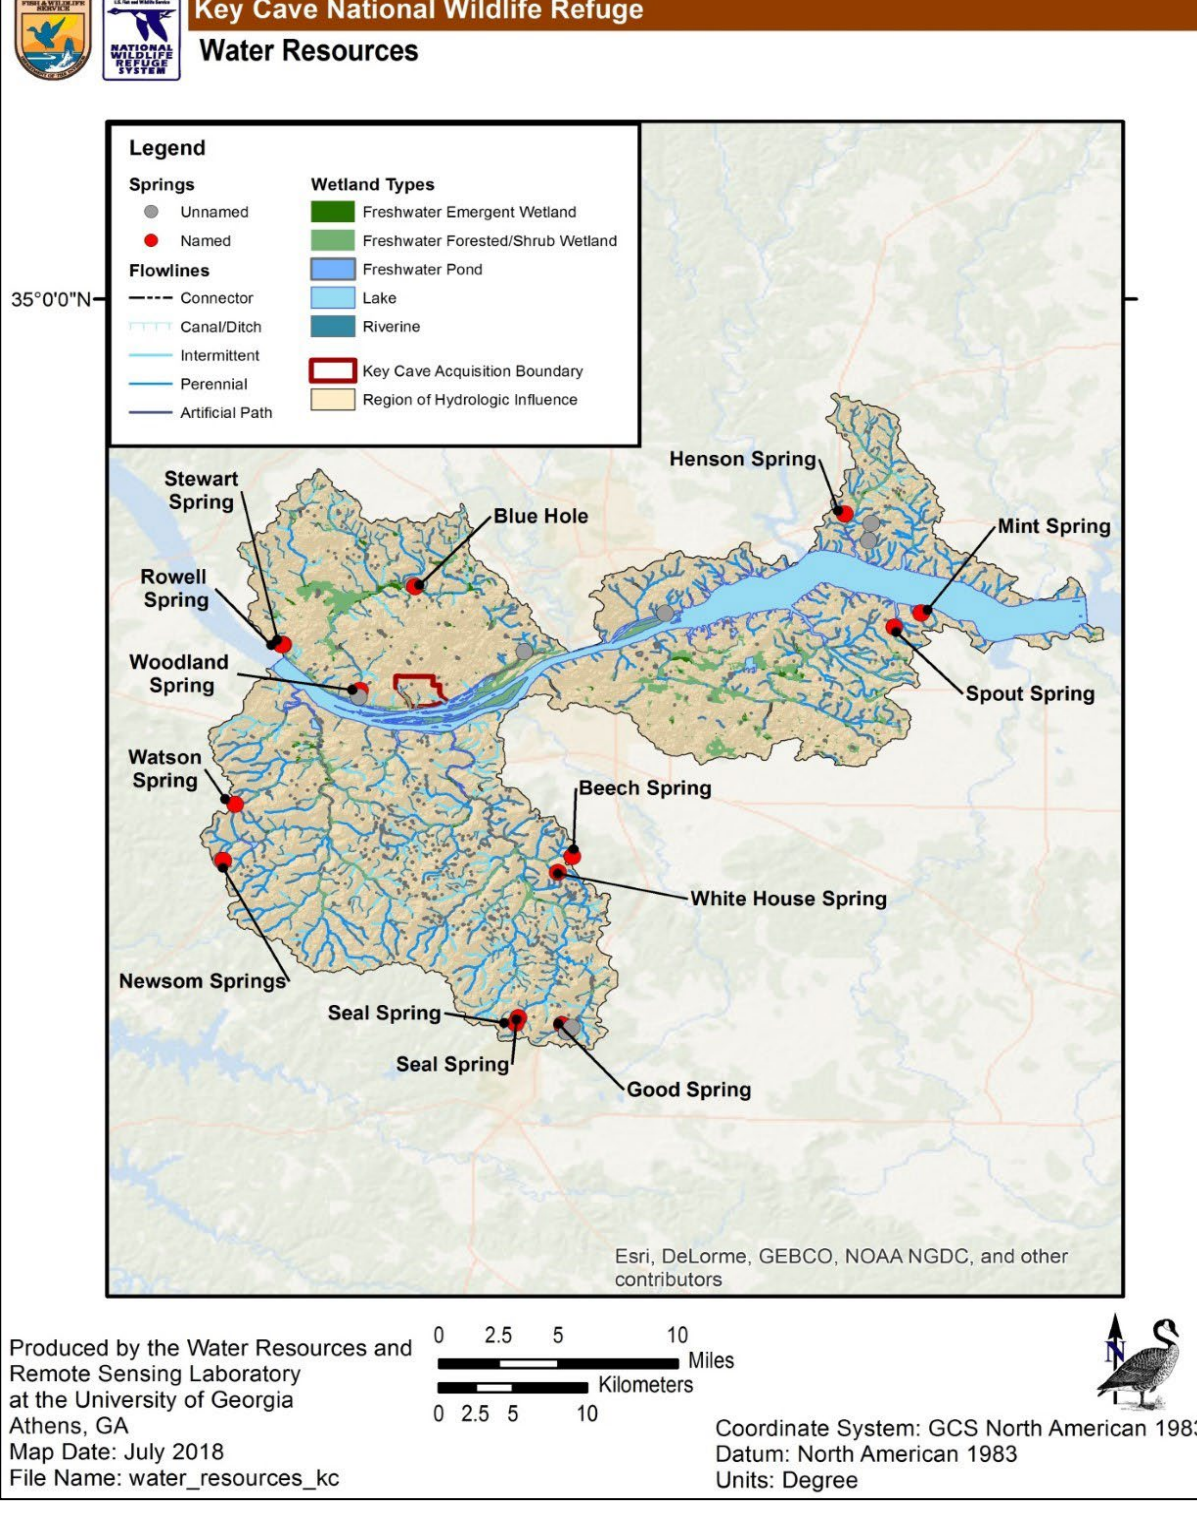 FISH & WILDLIFE
SERVICE
NATIONAL
WILDLIFE
REFUGE
SYSTEM
Key Cave National Wildlife Refuge
Water Resources
Legend
Springs
Unnamed
Named
Flowlines
Connector
Canal/Ditch
Intermittent
Perennial
Artificial Path
Wetland Types
Freshwater Emergent Wetland
Freshwater Forested/Shrub Wetland
Freshwater Pond
Lake
Riverine
Key Cave Acquisition Boundary
Region of Hydrologic Influence
35°0'0"N
Henson Spring
Stewart
Spring
Blue Hole
Mint Spring
Rowell
Spring
Woodland
Spring
Spout Spring
Watson
Spring
Beech Spring
White House Spring
Newsom Springs
Seal Spring
Seal Spring
Good Spring
Esri, DeLorme, GEBCO, NOAA NGDC, and other
contributors
Produced by the Water Resources and
Remote Sensing Laboratory
at the University of Georgia
Athens, GA
Map Date: July 2018
File Name: water_resources_kc
0 2.5 5 10
Miles
Kilometers
0 2.5 5 10
N
Coordinate System: GCS North American 1983
Datum: North American 1983
Units: Degree